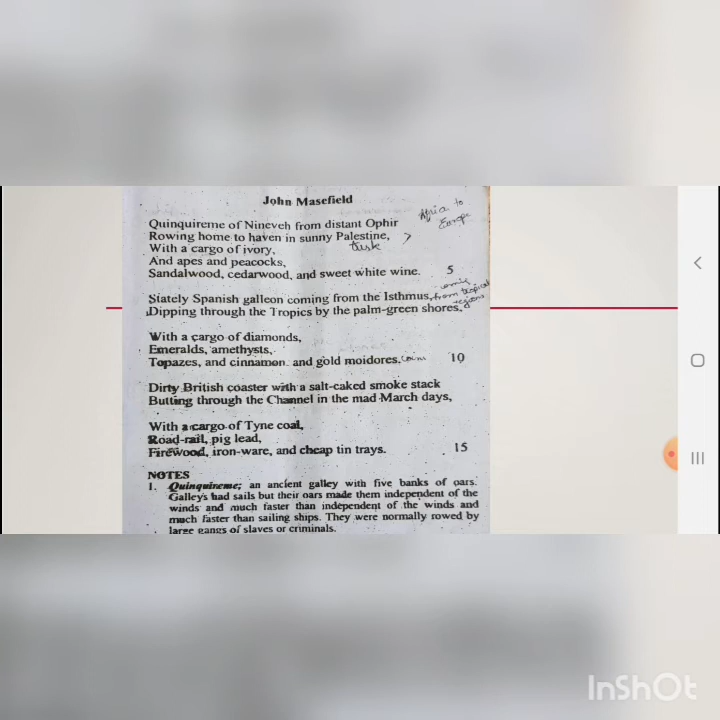 John Masefield
Quinquireme of Nineveh from distant Ophir
Africa to
Europe
Rowing home to haven in sunny Palestine,
With a cargo of ivory,
tusk
And apes and peacocks,
Sandalwood, cedarwood, and sweet white wine. 5
Stately Spanish galleon coming from the Isthmus,
from tropical
regions
Dipping through the Tropics by the palm-green shores,
With a cargo of diamonds,
Emeralds, amethysts,
Topazes, and cinnamon and gold moidores. coins 10
Dirty British coaster with a salt-caked smoke stack
Butting through the Channel in the mad March days,
With a cargo of Tyne coal,
Road-rail, pig lead,
Firewood, iron-ware, and cheap tin trays. 15
NOTES
1. Quinquireme; an ancient galley with five banks of oars.
Galley's had sails but their oars made them independent of the
winds and much faster than independent of the winds and
much faster than sailing ships. They were normally rowed by
large gangs of slaves or criminals.
InShOt